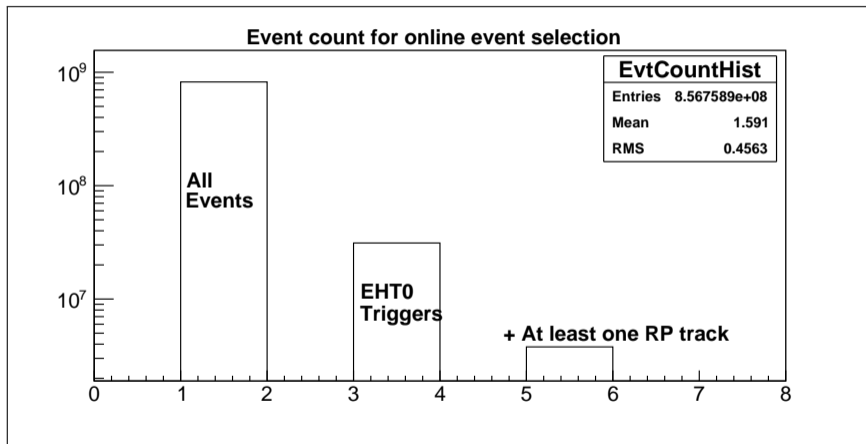 Event count for online event selection
EvtCountHist
Entries 8.567589e+08
Mean 1.591
RMS 0.4563
10⁹
10⁸
10⁷
All
Events
EHT0
Triggers
+ At least one RP track
0 1 2 3 4 5 6 7 8